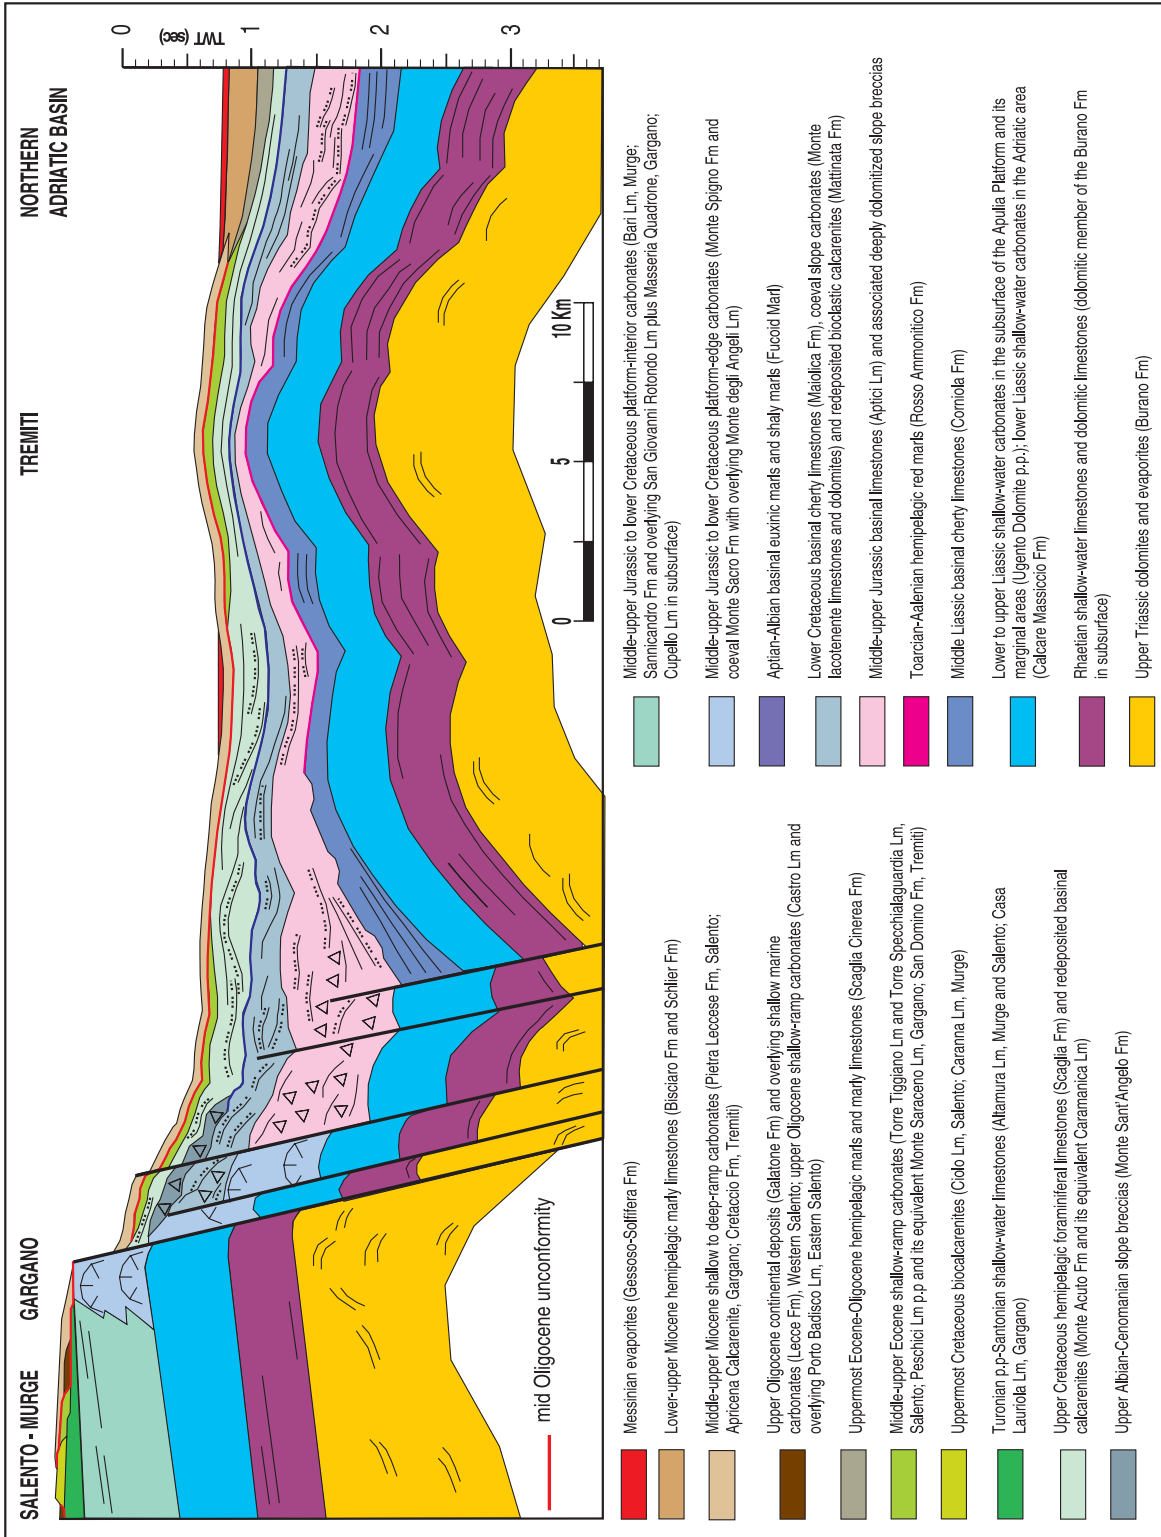 SALENTO - MURGE
GARGANO
TREMITI
NORTHERN
ADRIATIC BASIN
0
1
2
3
TWT
(sec)
0
5
10 Km
mid Oligocene unconformity
Messinian evaporites (Gessoso-Solfifera Fm)
Lower-upper Miocene hemipelagic marly limestones (Bisciaro Fm and Schlier Fm)
Middle-upper Miocene shallow to deep-ramp carbonates (Pietra Leccese Fm, Salento;
Apricena Calcarenite, Gargano; Cretaccio Fm, Tremiti)
Upper Oligocene continental deposits (Galatone Fm) and overlying shallow marine
carbonates (Lecce Fm), Western Salento; upper Oligocene shallow-ramp carbonates (Castro Lm and
overlying Porto Badisco Lm, Eastern Salento)
Uppermost Eocene-Oligocene hemipelagic marls and marly limestones (Scaglia Cinerea Fm)
Middle-upper Eocene shallow-ramp carbonates (Torre Tiggiano Lm and Torre Specchialaguardia Lm,
Salento; Peschici Lm p.p and its equivalent Monte Saraceno Lm, Gargano; San Domino Fm, Tremiti)
Uppermost Cretaceous biocalcarenites (Ciolo Lm, Salento; Caranna Lm, Murge)
Turonian p.p-Santonian shallow-water limestones (Altamura Lm, Murge and Salento; Casa
Lauriola Lm, Gargano)
Upper Cretaceous hemipelagic foraminiferal limestones (Scaglia Fm) and redeposited basinal
calcarenites (Monte Acuto Fm and its equivalent Caramanica Lm)
Upper Albian-Cenomanian slope breccias (Monte Sant'Angelo Fm)
Middle-upper Jurassic to lower Cretaceous platform-interior carbonates (Bari Lm, Murge;
Sannicandro Fm and overlying San Giovanni Rotondo Lm plus Masseria Quadrone, Gargano;
Cupello Lm in subsurface)
Middle-upper Jurassic to lower Cretaceous platform-edge carbonates (Monte Spigno Fm and
coeval Monte Sacro Fm with overlying Monte degli Angeli Lm)
Aptian-Albian basinal euxinic marls and shaly marls (Fucoid Marl)
Lower Cretaceous basinal cherty limestones (Maiolica Fm), coeval slope carbonates (Monte
Iacotenente limestones and dolomites) and redeposited bioclastic calcarenites (Mattinata Fm)
Middle-upper Jurassic basinal limestones (Aptici Lm) and associated deeply dolomitized slope breccias
Toarcian-Aalenian hemipelagic red marls (Rosso Ammonitico Fm)
Middle Liassic basinal cherty limestones (Corniola Fm)
Lower to upper Liassic shallow-water carbonates in the subsurface of the Apulia Platform and its
marginal areas (Ugento Dolomite p.p.); lower Liassic shallow-water carbonates in the Adriatic area
(Calcare Massiccio Fm)
Rhaetian shallow-water limestones and dolomitic limestones (dolomitic member of the Burano Fm
in subsurface)
Upper Triassic dolomites and evaporites (Burano Fm)